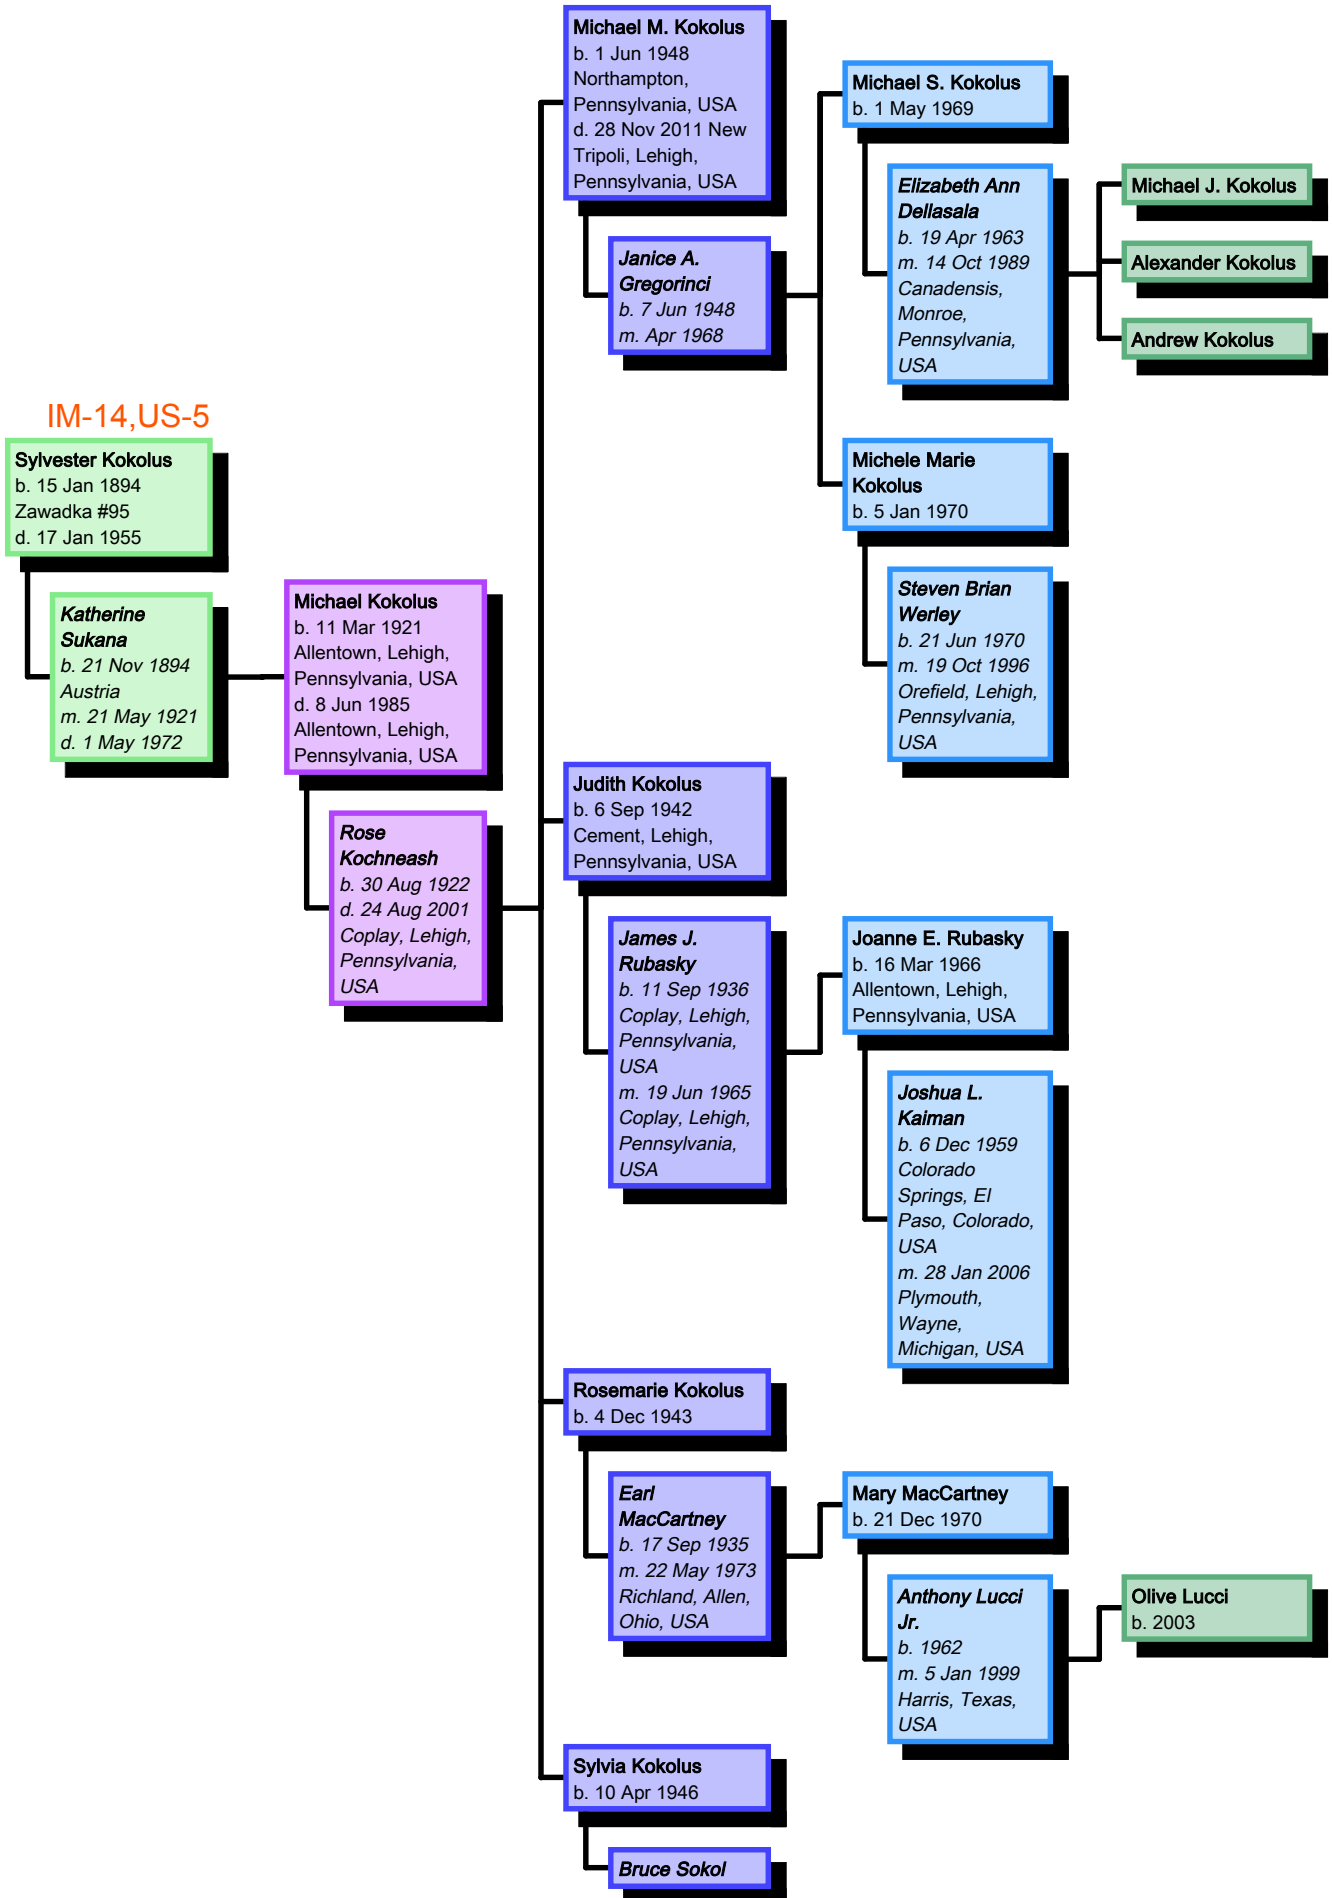 IM-14,US-5
Sylvester Kokolus
b. 15 Jan 1894
Zawadka #95
d. 17 Jan 1955
Katherine
Sukana
b. 21 Nov 1894
Austria
m. 21 May 1921
d. 1 May 1972
Michael Kokolus
b. 11 Mar 1921
Allentown, Lehigh,
Pennsylvania, USA
d. 8 Jun 1985
Allentown, Lehigh,
Pennsylvania, USA
Rose
Kochneash
b. 30 Aug 1922
d. 24 Aug 2001
Coplay, Lehigh,
Pennsylvania,
USA
Michael M. Kokolus
b. 1 Jun 1948
Northampton,
Pennsylvania, USA
d. 28 Nov 2011 New
Tripoli, Lehigh,
Pennsylvania, USA
Janice A.
Gregorinci
b. 7 Jun 1948
m. Apr 1968
Michael S. Kokolus
b. 1 May 1969
Elizabeth Ann
Dellasala
b. 19 Apr 1963
m. 14 Oct 1989
Canadensis,
Monroe,
Pennsylvania,
USA
Michael J. Kokolus
Alexander Kokolus
Andrew Kokolus
Michele Marie
Kokolus
b. 5 Jan 1970
Steven Brian
Werley
b. 21 Jun 1970
m. 19 Oct 1996
Orefield, Lehigh,
Pennsylvania,
USA
Judith Kokolus
b. 6 Sep 1942
Cement, Lehigh,
Pennsylvania, USA
James J.
Rubasky
b. 11 Sep 1936
Coplay, Lehigh,
Pennsylvania,
USA
m. 19 Jun 1965
Coplay, Lehigh,
Pennsylvania,
USA
Joanne E. Rubasky
b. 16 Mar 1966
Allentown, Lehigh,
Pennsylvania, USA
Joshua L.
Kaiman
b. 6 Dec 1959
Colorado
Springs, El
Paso, Colorado,
USA
m. 28 Jan 2006
Plymouth,
Wayne,
Michigan, USA
Rosemarie Kokolus
b. 4 Dec 1943
Earl
MacCartney
b. 17 Sep 1935
m. 22 May 1973
Richland, Allen,
Ohio, USA
Mary MacCartney
b. 21 Dec 1970
Anthony Lucci
Jr.
b. 1962
m. 5 Jan 1999
Harris, Texas,
USA
Olive Lucci
b. 2003
Sylvia Kokolus
b. 10 Apr 1946
Bruce Sokol